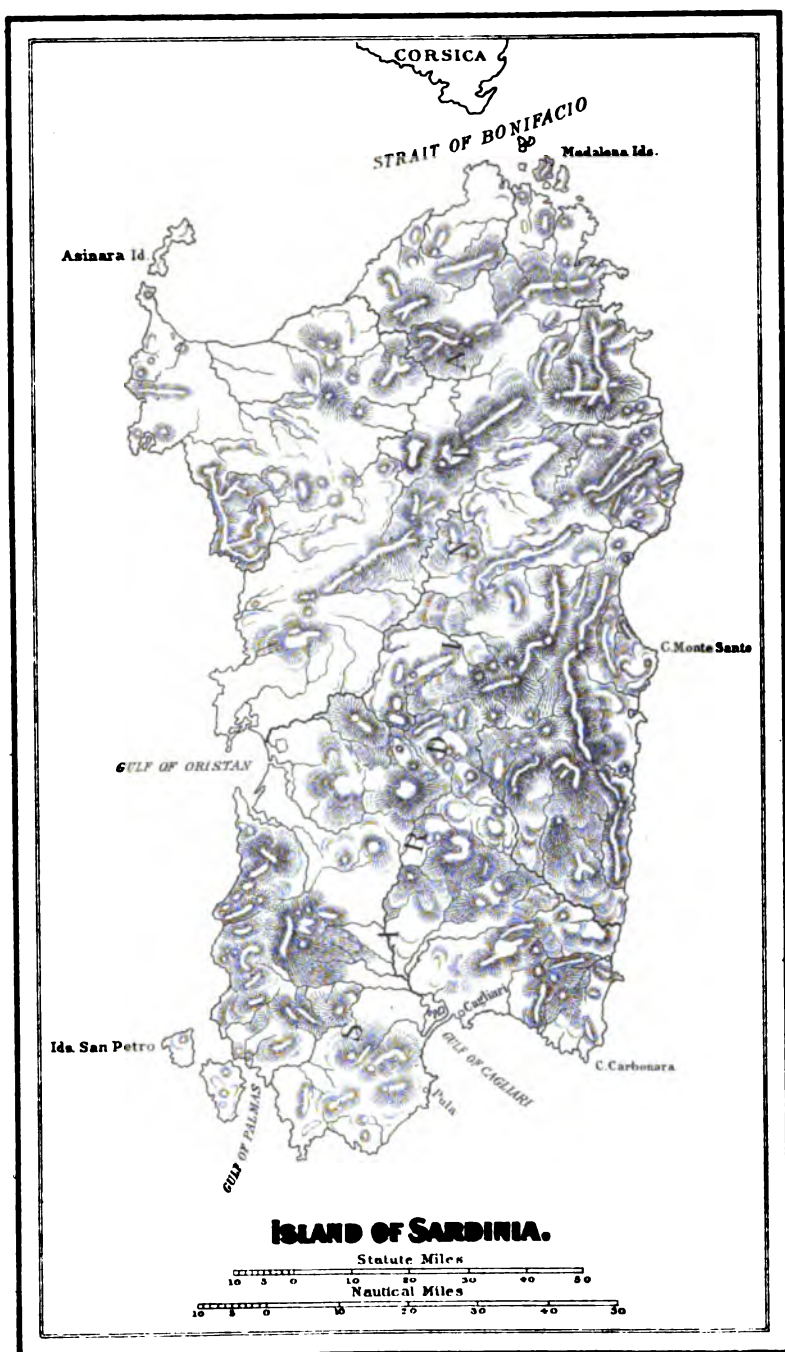 CORSICA
STRAIT OF BONIFACIO
Madalena Ids.
Asinara Id.
C. Monte Santo
GULF OF ORISTAN
SARDINIA
Cagliari
Ids. San Petro
GULF OF CAGLIARI
C. Carbonara
Pula
GULF OF PALMAS
ISLAND OF SARDINIA.
Statute Miles
10 5 0 10 20 30 40 50
Nautical Miles
10 5 0 10 20 30 40 50